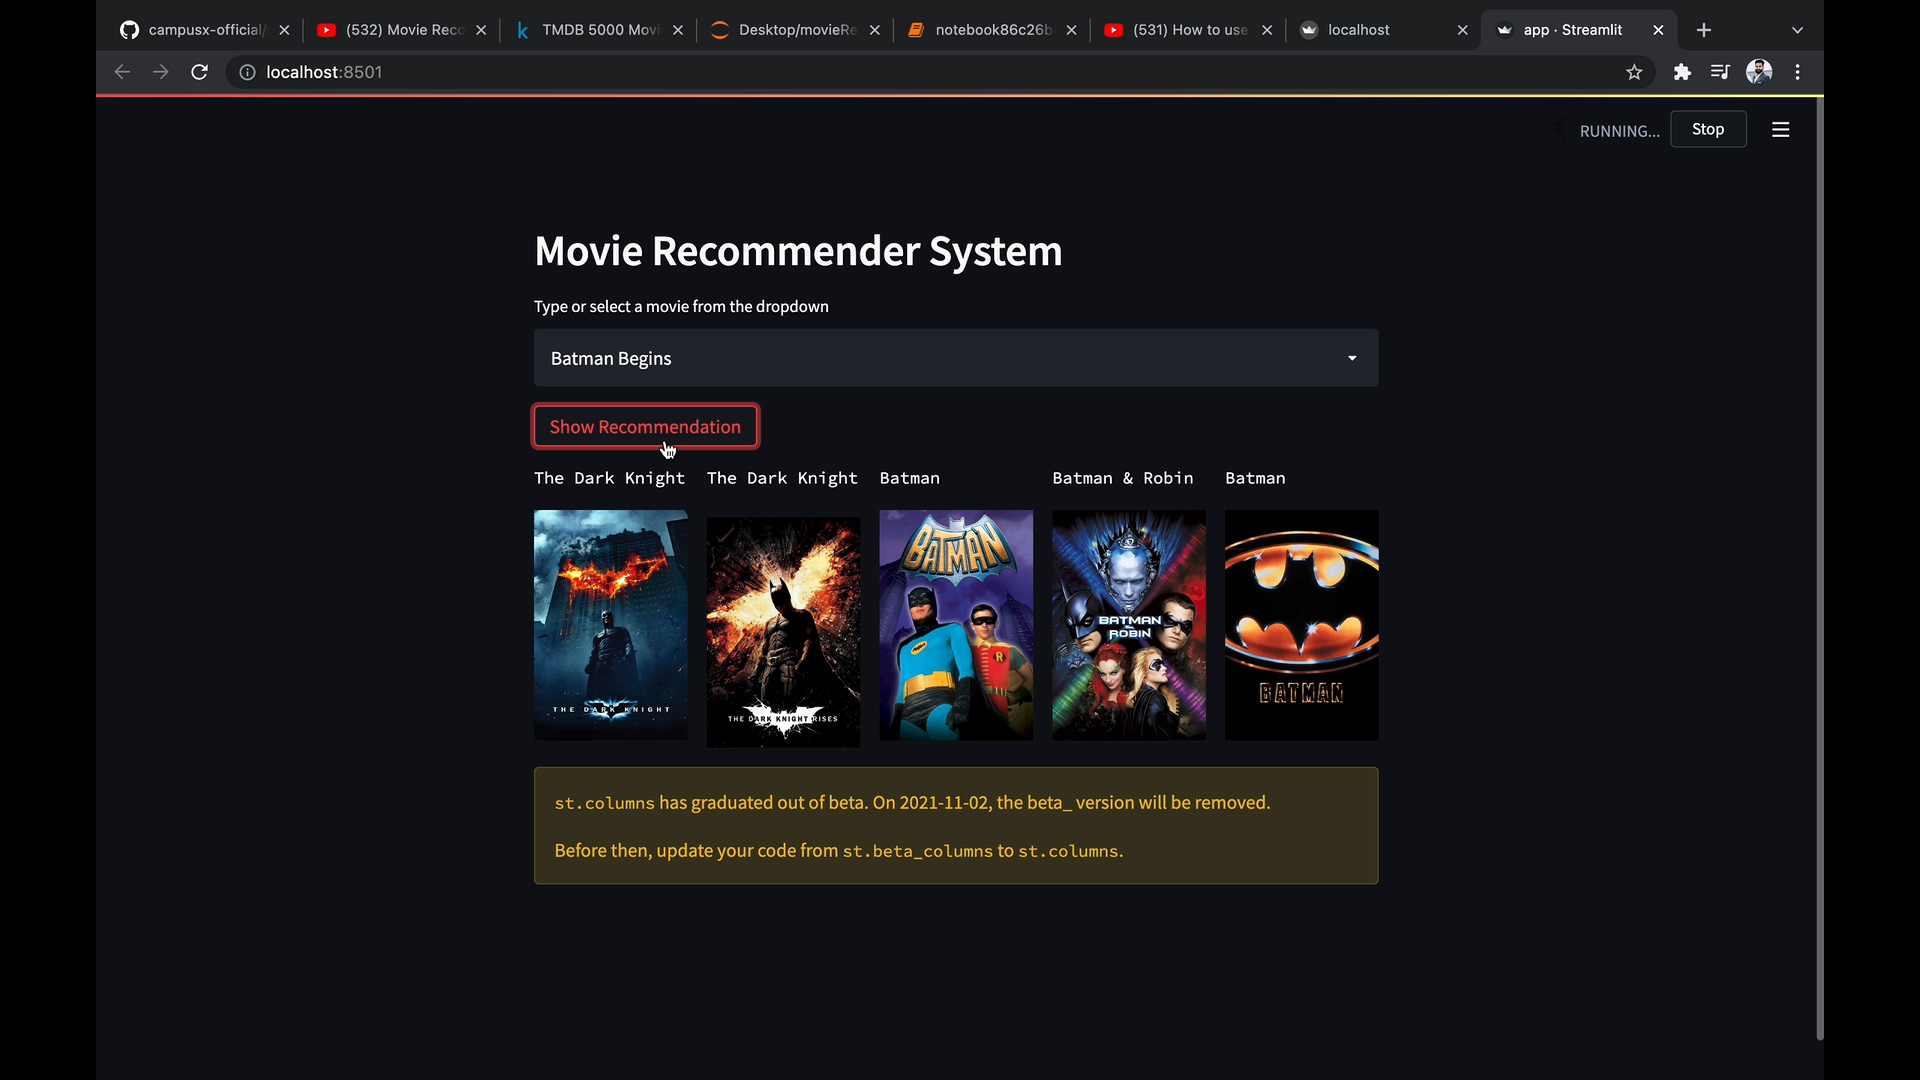 campusx-official/
(532) Movie Reco
TMDB 5000 Movi
Desktop/movieRe
notebook86c26b
(531) How to use
localhost
app · Streamlit
localhost:8501
RUNNING...
Stop
Movie Recommender System
Type or select a movie from the dropdown
Batman Begins
Show Recommendation
The Dark Knight
The Dark Knight
Batman
Batman & Robin
Batman
THE DARK KNIGHT
THE DARK KNIGHT RISES
BATMAN
R
BATMAN
ROBIN
BATMAN
st.columns has graduated out of beta. On 2021-11-02, the beta_ version will be removed.
Before then, update your code from st.beta_columns to st.columns.